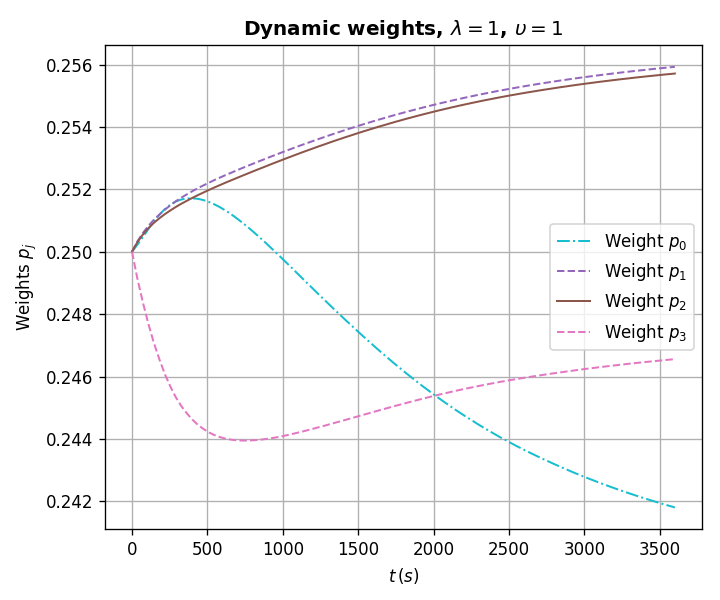 Dynamic weights, λ = 1, υ = 1
Weights p_j
0.256
0.254
0.252
0.250
0.248
0.246
0.244
0.242
Weight p_0
Weight p_1
Weight p_2
Weight p_3
0 500 1000 1500 2000 2500 3000 3500
t (s)